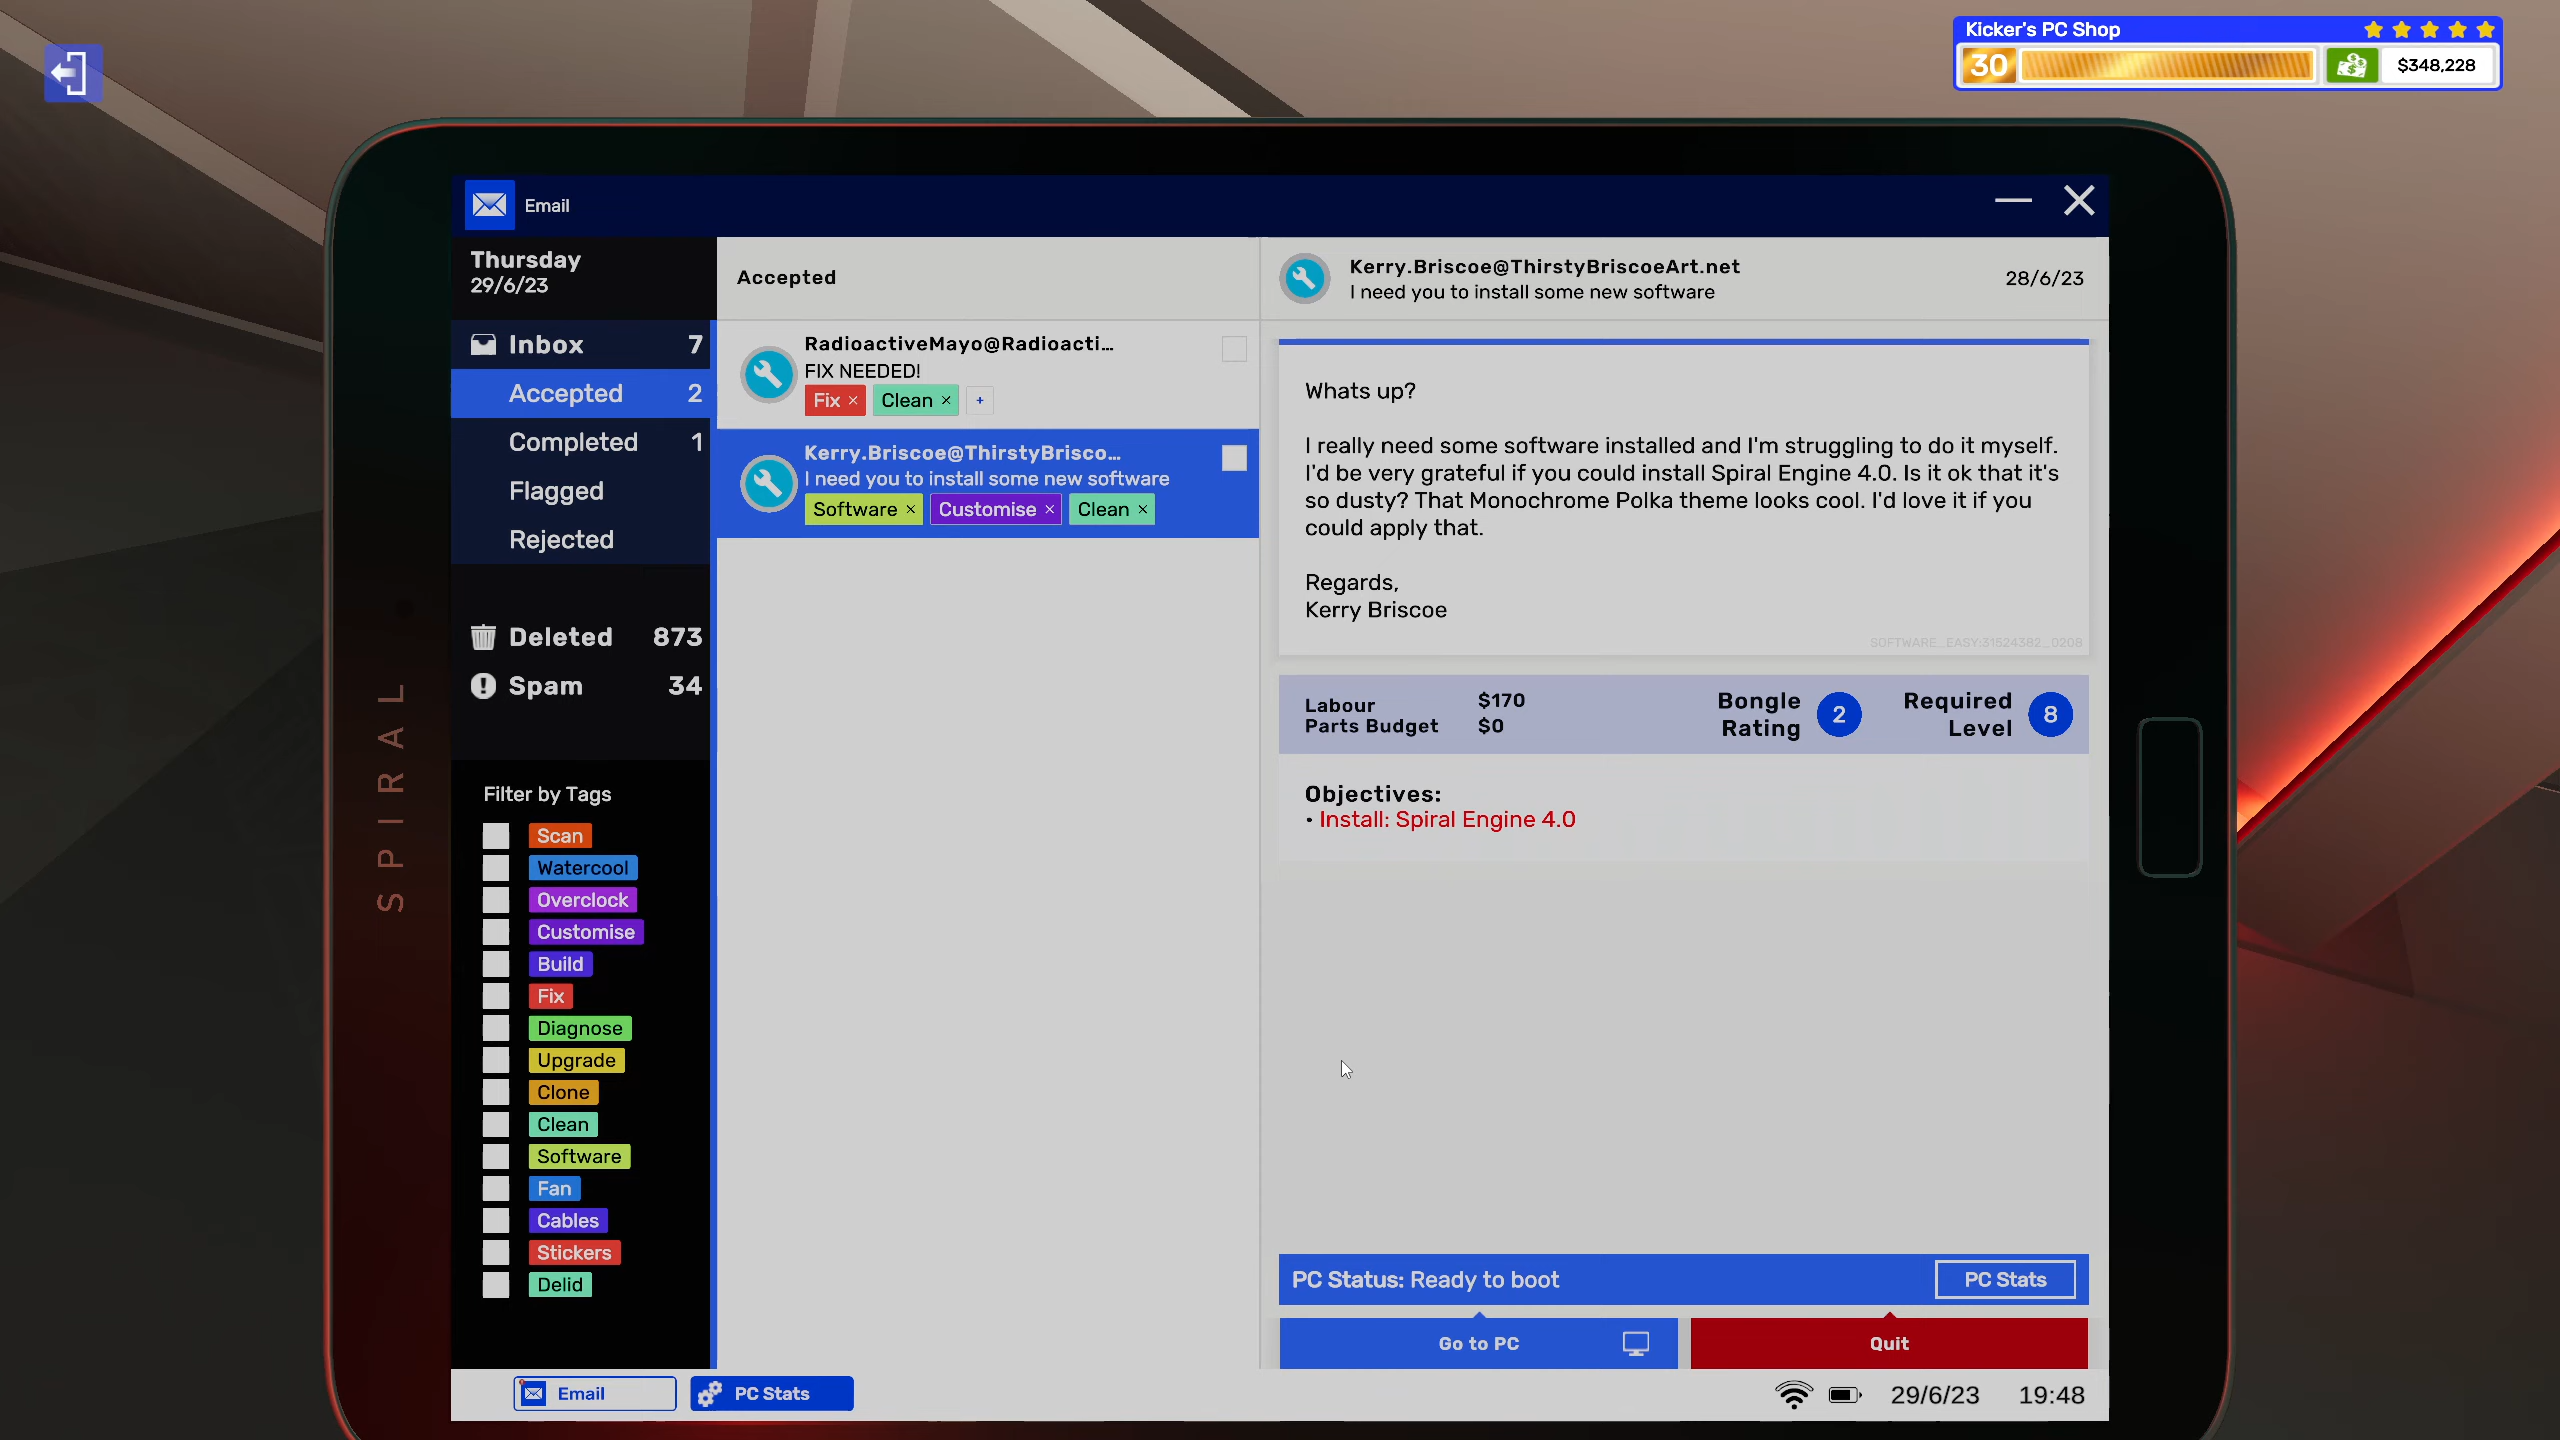 Kicker's PC Shop
30
$348,228
Email
Thursday
29/6/23
Inbox 7
Accepted 2
Completed 1
Flagged
Rejected
Deleted 873
Spam 34
Filter by Tags
Scan
Watercool
Overclock
Customise
Build
Fix
Diagnose
Upgrade
Clone
Clean
Software
Fan
Cables
Stickers
Delid
Accepted
RadioactiveMayo@Radioacti...
FIX NEEDED!
Fix × Clean × +
Kerry.Briscoe@ThirstyBrisco...
I need you to install some new software
Software × Customise × Clean ×
Kerry.Briscoe@ThirstyBriscoeArt.net
I need you to install some new software
28/6/23
Whats up?
I really need some software installed and I'm struggling to do it myself.
I'd be very grateful if you could install Spiral Engine 4.0. Is it ok that it's
so dusty? That Monochrome Polka theme looks cool. I'd love it if you
could apply that.
Regards,
Kerry Briscoe
SOFTWARE_EASY:31524382_0208
Labour $170
Parts Budget $0
Bongle
Rating 2
Required
Level 8
Objectives:
• Install: Spiral Engine 4.0
PC Status: Ready to boot
PC Stats
Go to PC
Quit
Email
PC Stats
29/6/23
19:48
SPIRAL